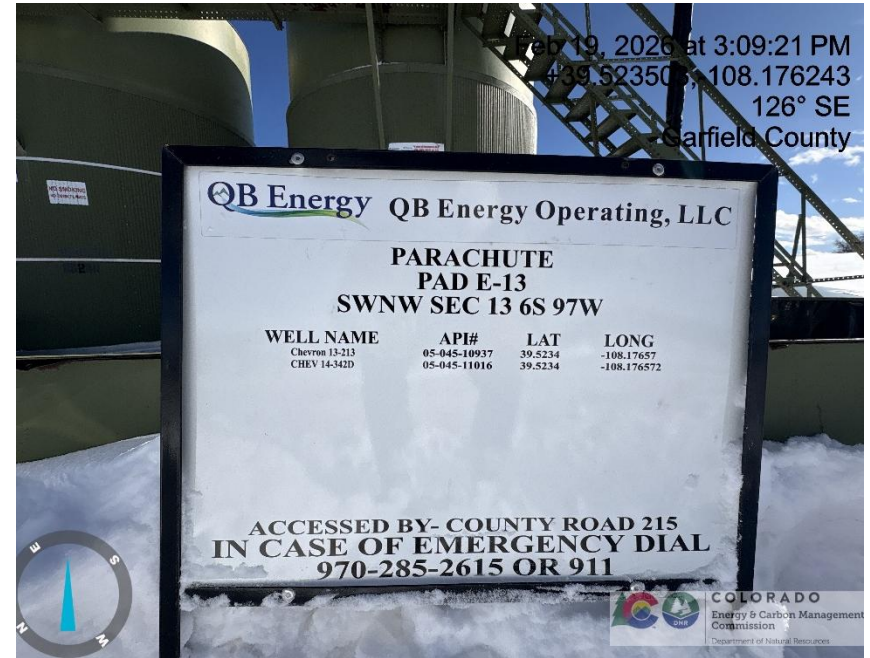 Feb 19, 2026 at 3:09:21 PM
+39.523503,-108.176243
126° SE
Garfield County
NO SMOKING
QB Energy QB Energy Operating, LLC
PARACHUTE
PAD E-13
SWNW SEC 13 6S 97W
WELL NAME API# LAT LONG
Chevron 13-213 05-045-10937 39.5234 -108.17657
CHEV 14-342D 05-045-11016 39.5234 -108.176572
ACCESSED BY- COUNTY ROAD 215
IN CASE OF EMERGENCY DIAL
970-285-2615 OR 911
E S
N W
COLORADO
Energy & Carbon Management
Commission
DNR
Department of Natural Resources